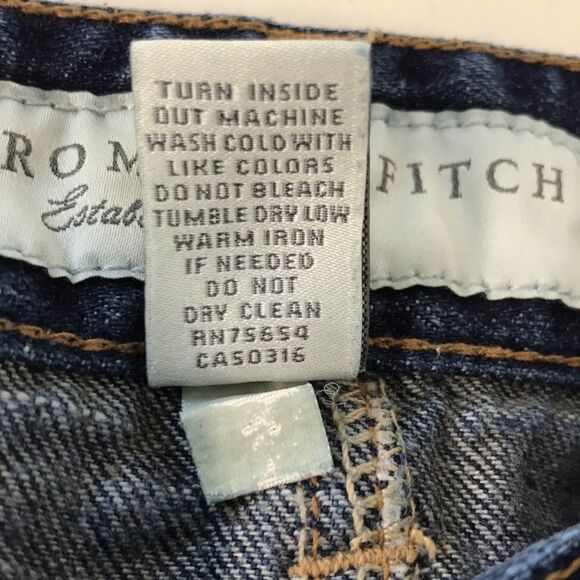 TURN INSIDE
OUT MACHINE
WASH COLD WITH
LIKE COLORS
DO NOT BLEACH
TUMBLE DRY LOW
WARM IRON
IF NEEDED
DO NOT
DRY CLEAN
RN75654
CA50316
ROM
FITCH
Estab